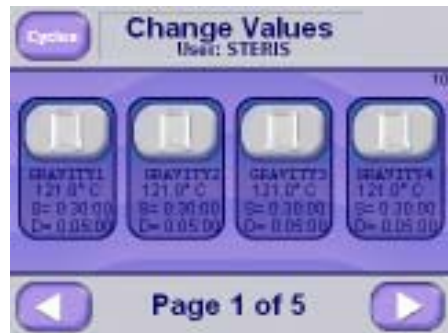 Cycles
Change Values
User: STERIS
10
GRAVITY1
121.0° C
S= 0:30:00
D= 0:05:00
GRAVITY2
121.0° C
S= 0:30:00
D= 0:05:00
GRAVITY3
121.0° C
S= 0:30:00
D= 0:05:00
GRAVITY4
121.0° C
S= 0:30:00
D= 0:05:00
Page 1 of 5